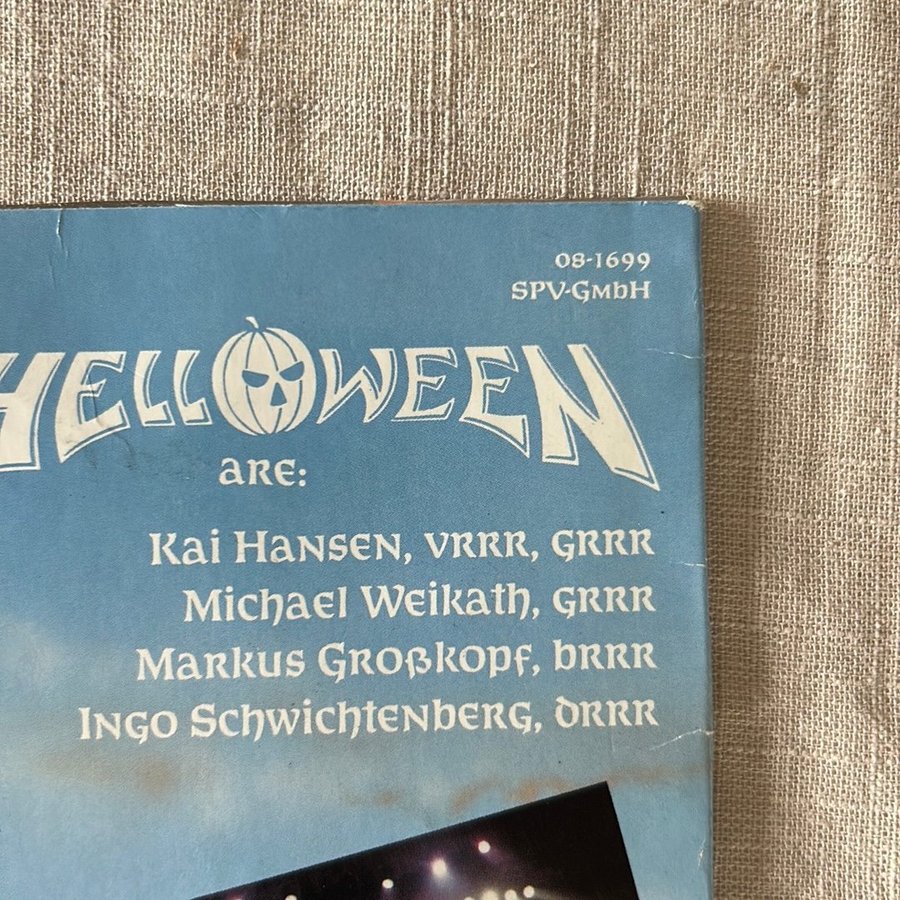 08-1699
SPV-GmbH
HELLOWEEN
ARE:
Kai Hansen, vrrr, grrr
Michael Weikath, grrr
Markus Großkopf, brrr
Ingo Schwichtenberg, drrr